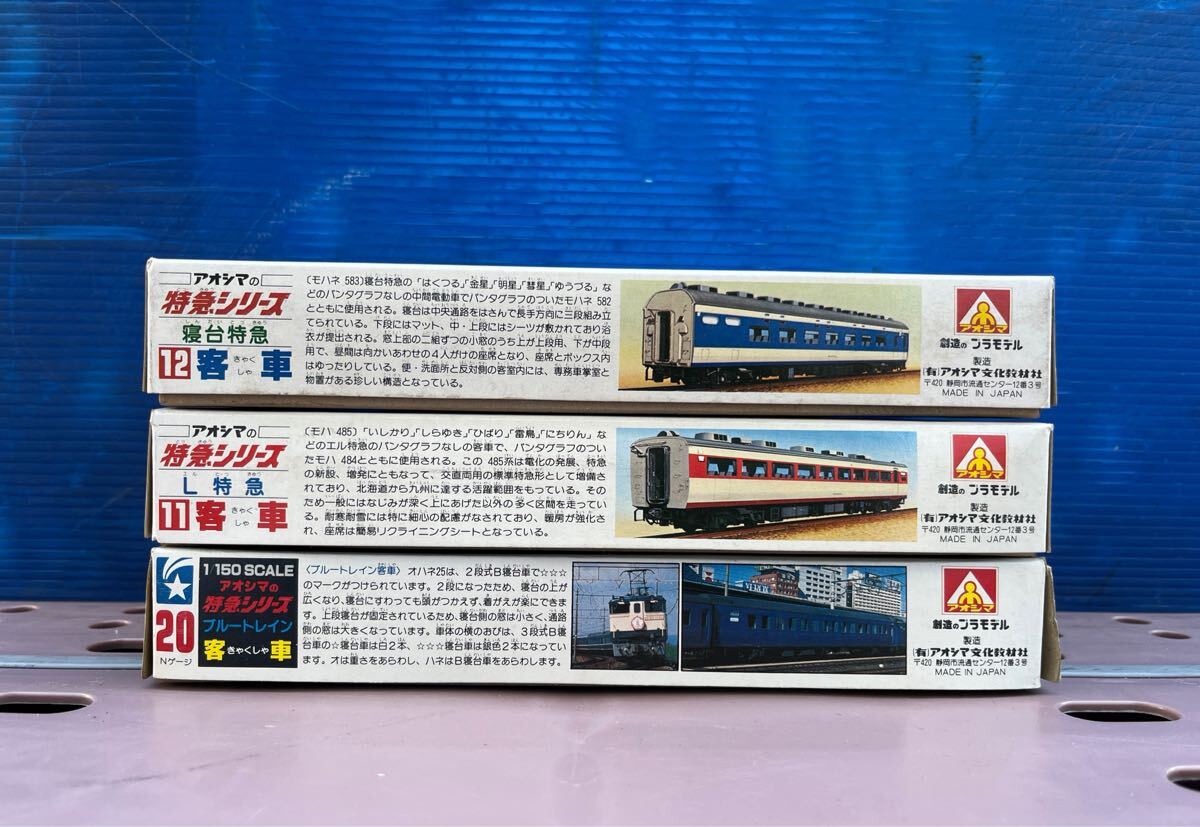 アオシマの
特急シリーズ
寝台特急
12 客車
きゃく
しゃ
〔モハネ 583〕寝台特急の「はくつる」「金星」「明星」「彗星」「ゆうづる」な
どのパンタグラフなしの中間電動車でパンタグラフのついたモハネ 582
とともに使用される。寝台は中央通路をはさんで長手方向に三段組み立
てられている。下段にはマット、中・上段にはシーツが敷かれており浴
衣が提出される。窓上部の二組ずつの小窓のうち上が上段用、下が中段
用で、昼間は向かいあわせの4人がけの座席となり、座席とボックス内
はゆったりしている。便・洗面所と反対側の客室内には、専務車掌室と
物置がある珍しい構造となっている。
アオシマ
創造のプラモデル
製造
(有)アオシマ文化教材社
〒420 静岡市流通センター12番3号
MADE IN JAPAN
アオシマの
特急シリーズ
L特急
11 客車
きゃく
しゃ
〔モハ 485〕「いしかり」「しらゆき」「ひばり」「雷鳥」「にちりん」な
どのエル特急のパンタグラフなしの客車で、パンタグラフのつい
たモハ 484とともに使用される。この 485系は電化の発展、特急
の新設、増発にともなって、交直両用の標準特急形として増備さ
れており、北海道から九州に達する活躍範囲をもっている。その
ため一般にはなじみが深く上にあげた以外の多く区間を走ってい
る。耐寒耐雪には特に細心の配慮がなされており、暖房が強化さ
れ、座席は簡易リクライニングシートとなっている。
アオシマ
創造のプラモデル
製造
(有)アオシマ文化教材社
〒420 静岡市流通センター12番3号
MADE IN JAPAN
20
Nゲージ
1/150 SCALE
アオシマの
特急シリーズ
ブルートレイン
客きゃくしゃ車
〈ブルートレイン客車〉 オハネ25は、2段式B寝台車で☆☆☆
のマークがつけられています。2段になったため、寝台の上が
広くなり、寝台にすわっても頭がつかえず、着がえが楽にできま
す。上段寝台が固定されているため、寝台側の窓は小さく、通路
側の窓は大きくなっています。車体の横のおびは、3段式B寝
台車の☆寝台車は白2本、☆☆☆寝台車は銀色2本になってい
ます。オは重さをあらわし、ハネはB寝台車をあらわします。
アオシマ
創造のプラモデル
製造
(有)アオシマ文化教材社
〒420 静岡市流通センター12番3号
MADE IN JAPAN